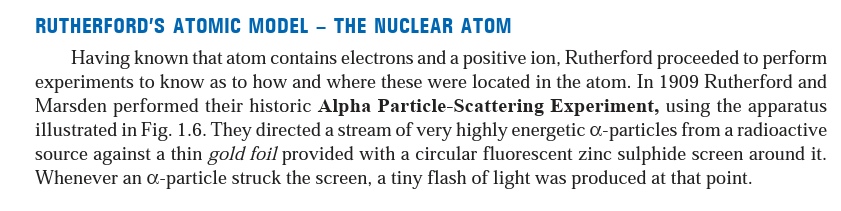 RUTHERFORD'S ATOMIC MODEL – THE NUCLEAR ATOM
Having known that atom contains electrons and a positive ion, Rutherford proceeded to perform
experiments to know as to how and where these were located in the atom. In 1909 Rutherford and
Marsden performed their historic Alpha Particle-Scattering Experiment, using the apparatus
illustrated in Fig. 1.6. They directed a stream of very highly energetic α-particles from a radioactive
source against a thin gold foil provided with a circular fluorescent zinc sulphide screen around it.
Whenever an α-particle struck the screen, a tiny flash of light was produced at that point.